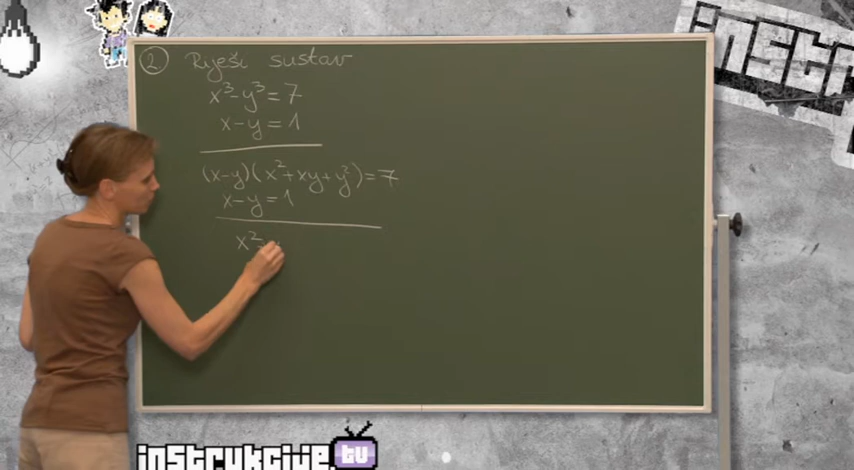 2. Riješi sustav
x³-y³=7
x-y=1
(x-y)(x²+xy+y²)=7
x-y=1
x²
instrukcije.tv